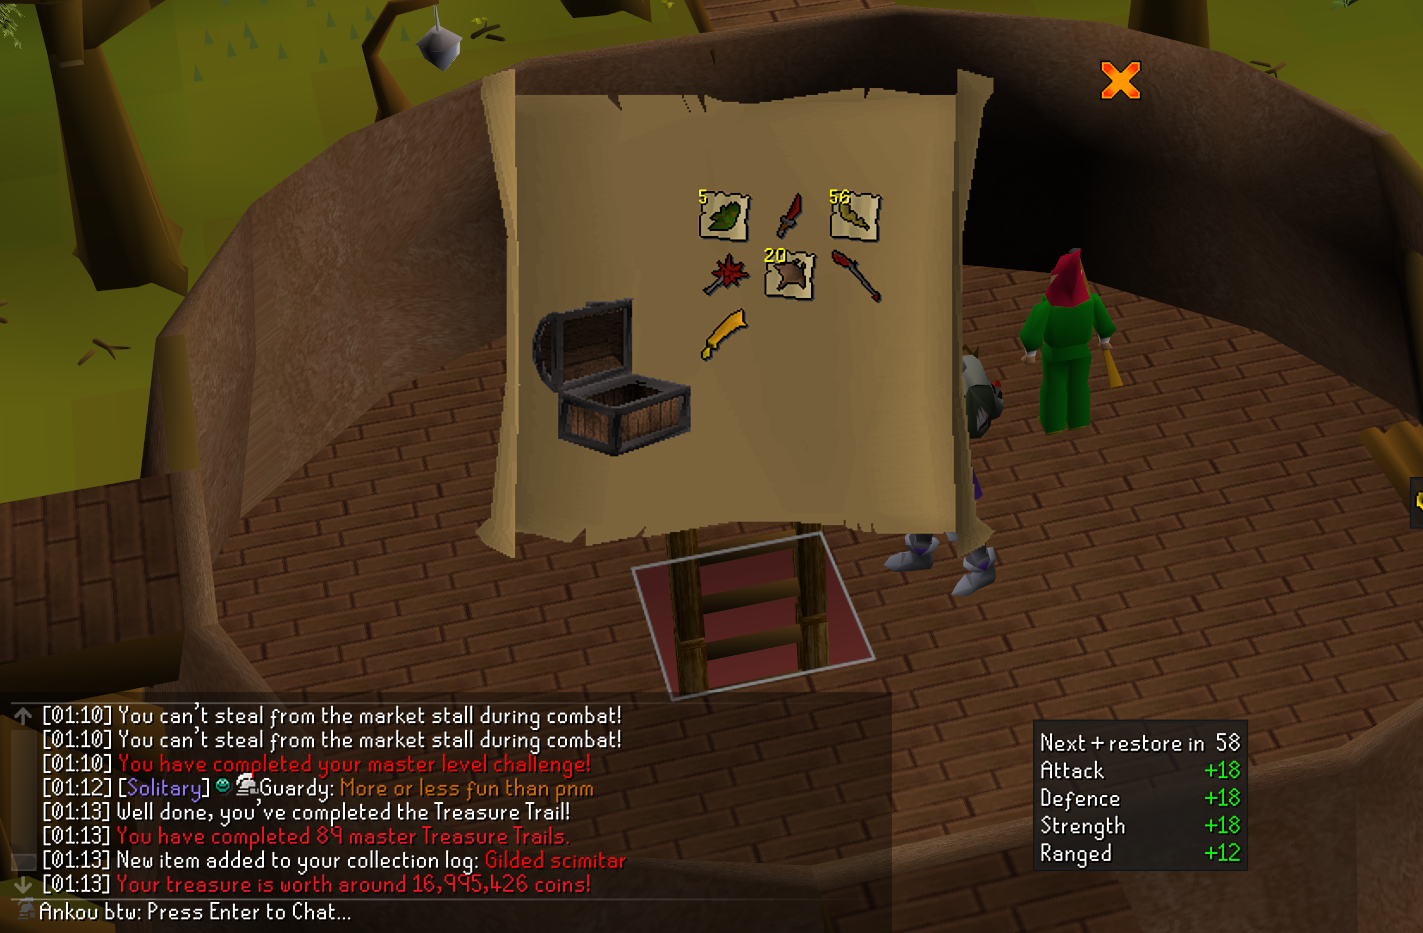 5
56
20
[01:10] You can't steal from the market stall during combat!
[01:10] You can't steal from the market stall during combat!
[01:10] You have completed your master level challenge!
[01:12] [Solitary] Guardy: More or less fun than pnm
[01:13] Well done, you've completed the Treasure Trail!
[01:13] You have completed 89 master Treasure Trails.
[01:13] New item added to your collection log: Gilded scimitar
[01:13] Your treasure is worth around 16,995,426 coins!
Ankou btw: Press Enter to Chat...
Next + restore in 58
Attack +18
Defence +18
Strength +18
Ranged +12